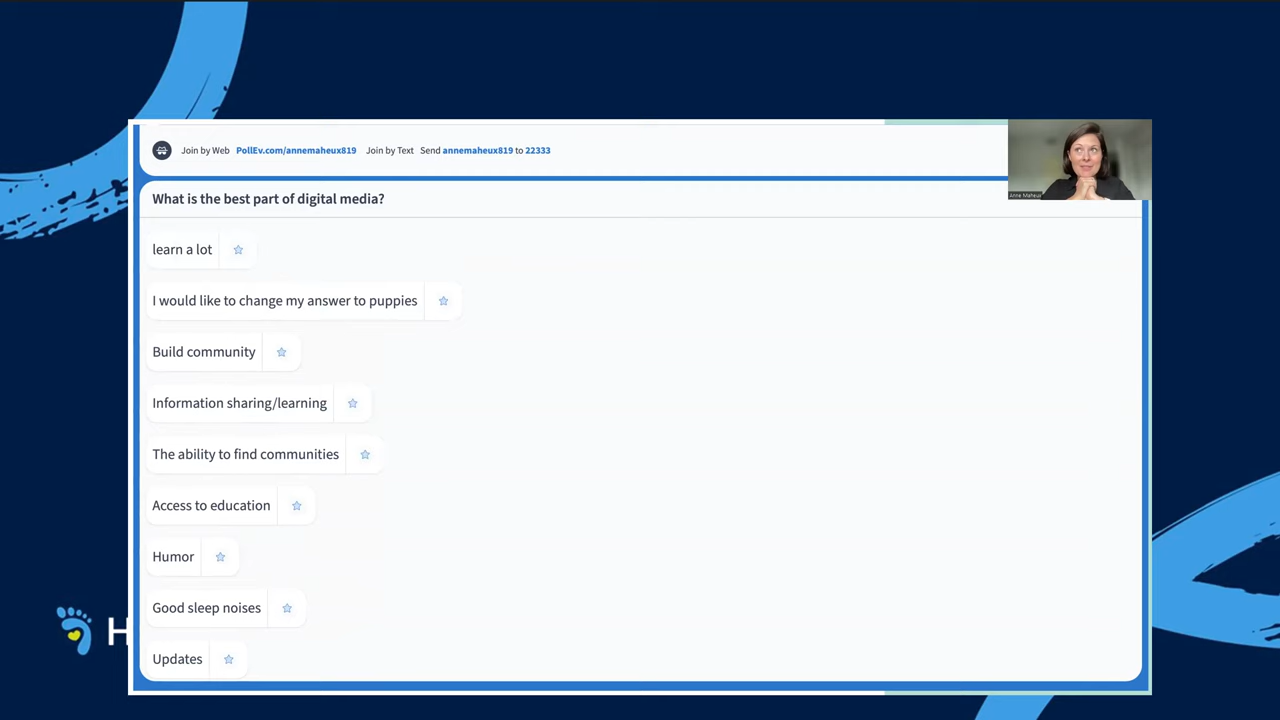 Join by Web PollEv.com/annemaheux819 Join by Text Send annemaheux819 to 22333
What is the best part of digital media?
Anne Maheux
learn a lot
I would like to change my answer to puppies
Build community
Information sharing/learning
The ability to find communities
Access to education
Humor
Good sleep noises
H
Updates